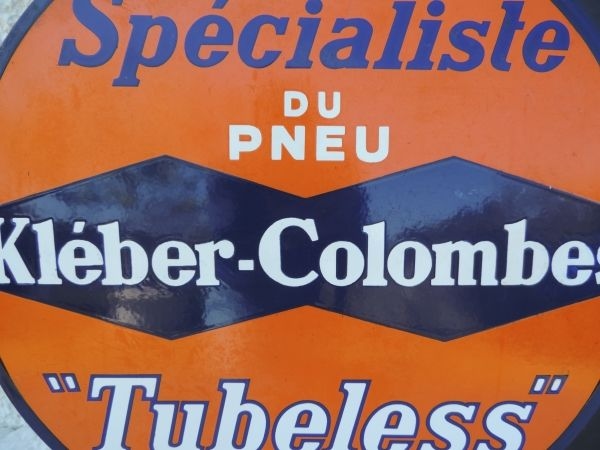 Spécialiste
DU
PNEU
Kléber-Colombes
"Tubeless"